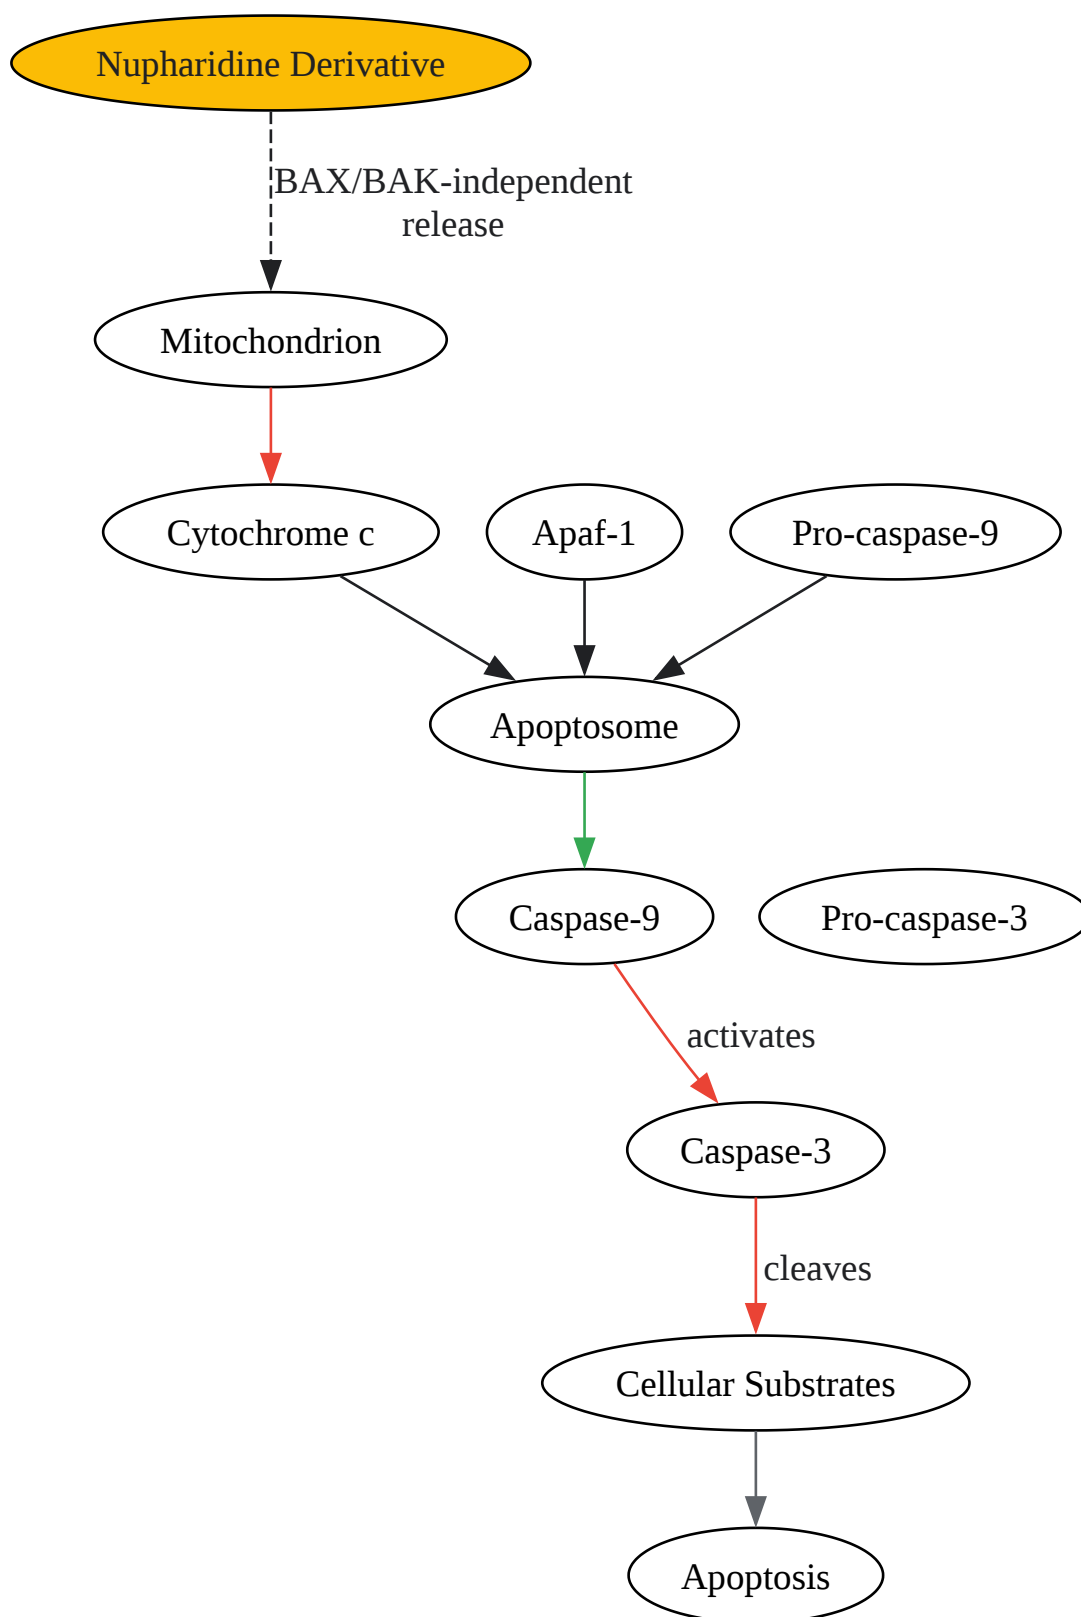 Nupharidine Derivative
BAX/BAK-independent
release
Mitochondrion
Cytochrome c
Apaf-1
Pro-caspase-9
Apoptosome
Caspase-9
Pro-caspase-3
activates
Caspase-3
cleaves
Cellular Substrates
Apoptosis